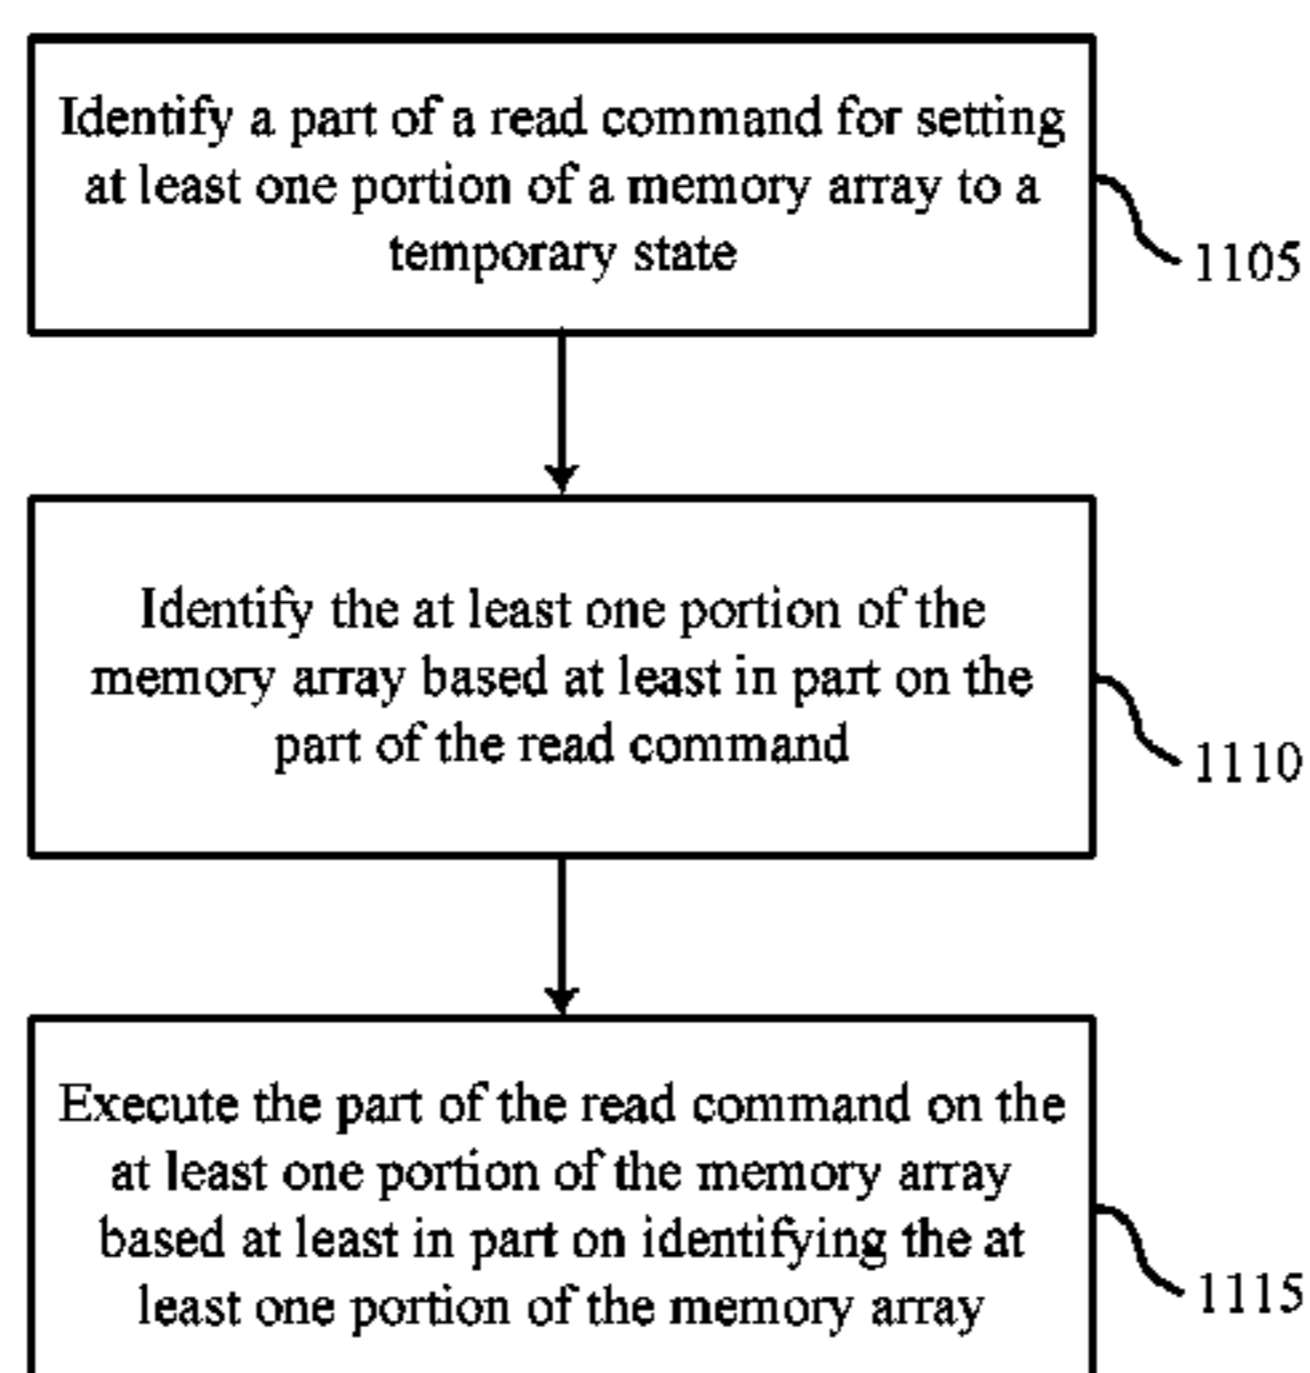 Identify a part of a read command for setting
at least one portion of a memory array to a
temporary state
1105
Identify the at least one portion of the
memory array based at least in part on the
part of the read command
1110
Execute the part of the read command on the
at least one portion of the memory array
based at least in part on identifying the at
least one portion of the memory array
1115